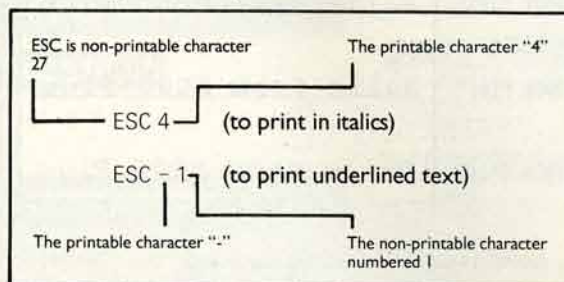 ESC is non-printable character
27
The printable character “4”
ESC 4 (to print in italics)
ESC – 1 (to print underlined text)
The printable character “-”
The non-printable character
numbered 1